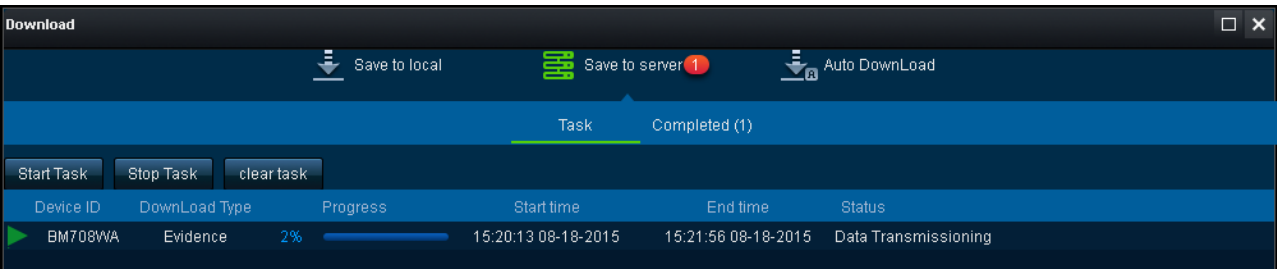 Download
Save to local Save to server 1 Auto DownLoad
Task Completed (1)
Start Task Stop Task clear task
Device ID DownLoad Type Progress Start time End time Status
BM708WA Evidence 2% 15:20:13 08-18-2015 15:21:56 08-18-2015 Data Transmissioning